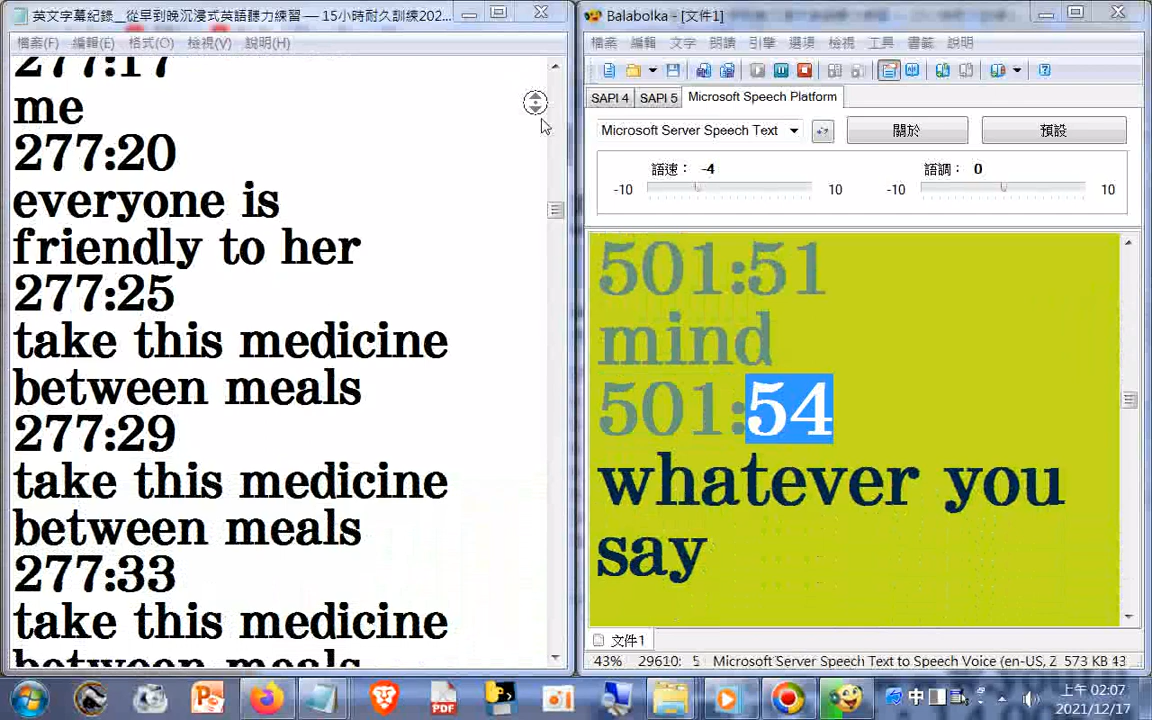 英文字幕紀錄__從早到晚沉浸式英語聽力練習 — 15小時耐久訓練202...
檔案(F) 編輯(E) 格式(O) 檢視(V) 說明(H)
277:17
me
277:20
everyone is
friendly to her
277:25
take this medicine
between meals
277:29
take this medicine
between meals
277:33
take this medicine
between meals
Balabolka - [文件1]
檔案 編輯 文字 朗讀 引擎 選項 檢視 工具 書籤 說明
SAPI 4 SAPI 5 Microsoft Speech Platform
Microsoft Server Speech Text 關於 預設
語速： -4 語調： 0
-10 10 -10 10
501:51
mind
501:54
whatever you
say
文件1
43% 29610: Microsoft Server Speech Text to Speech Voice (en-US, Z 573 KB 43
PDF
中
上午 02:07
2021/12/17